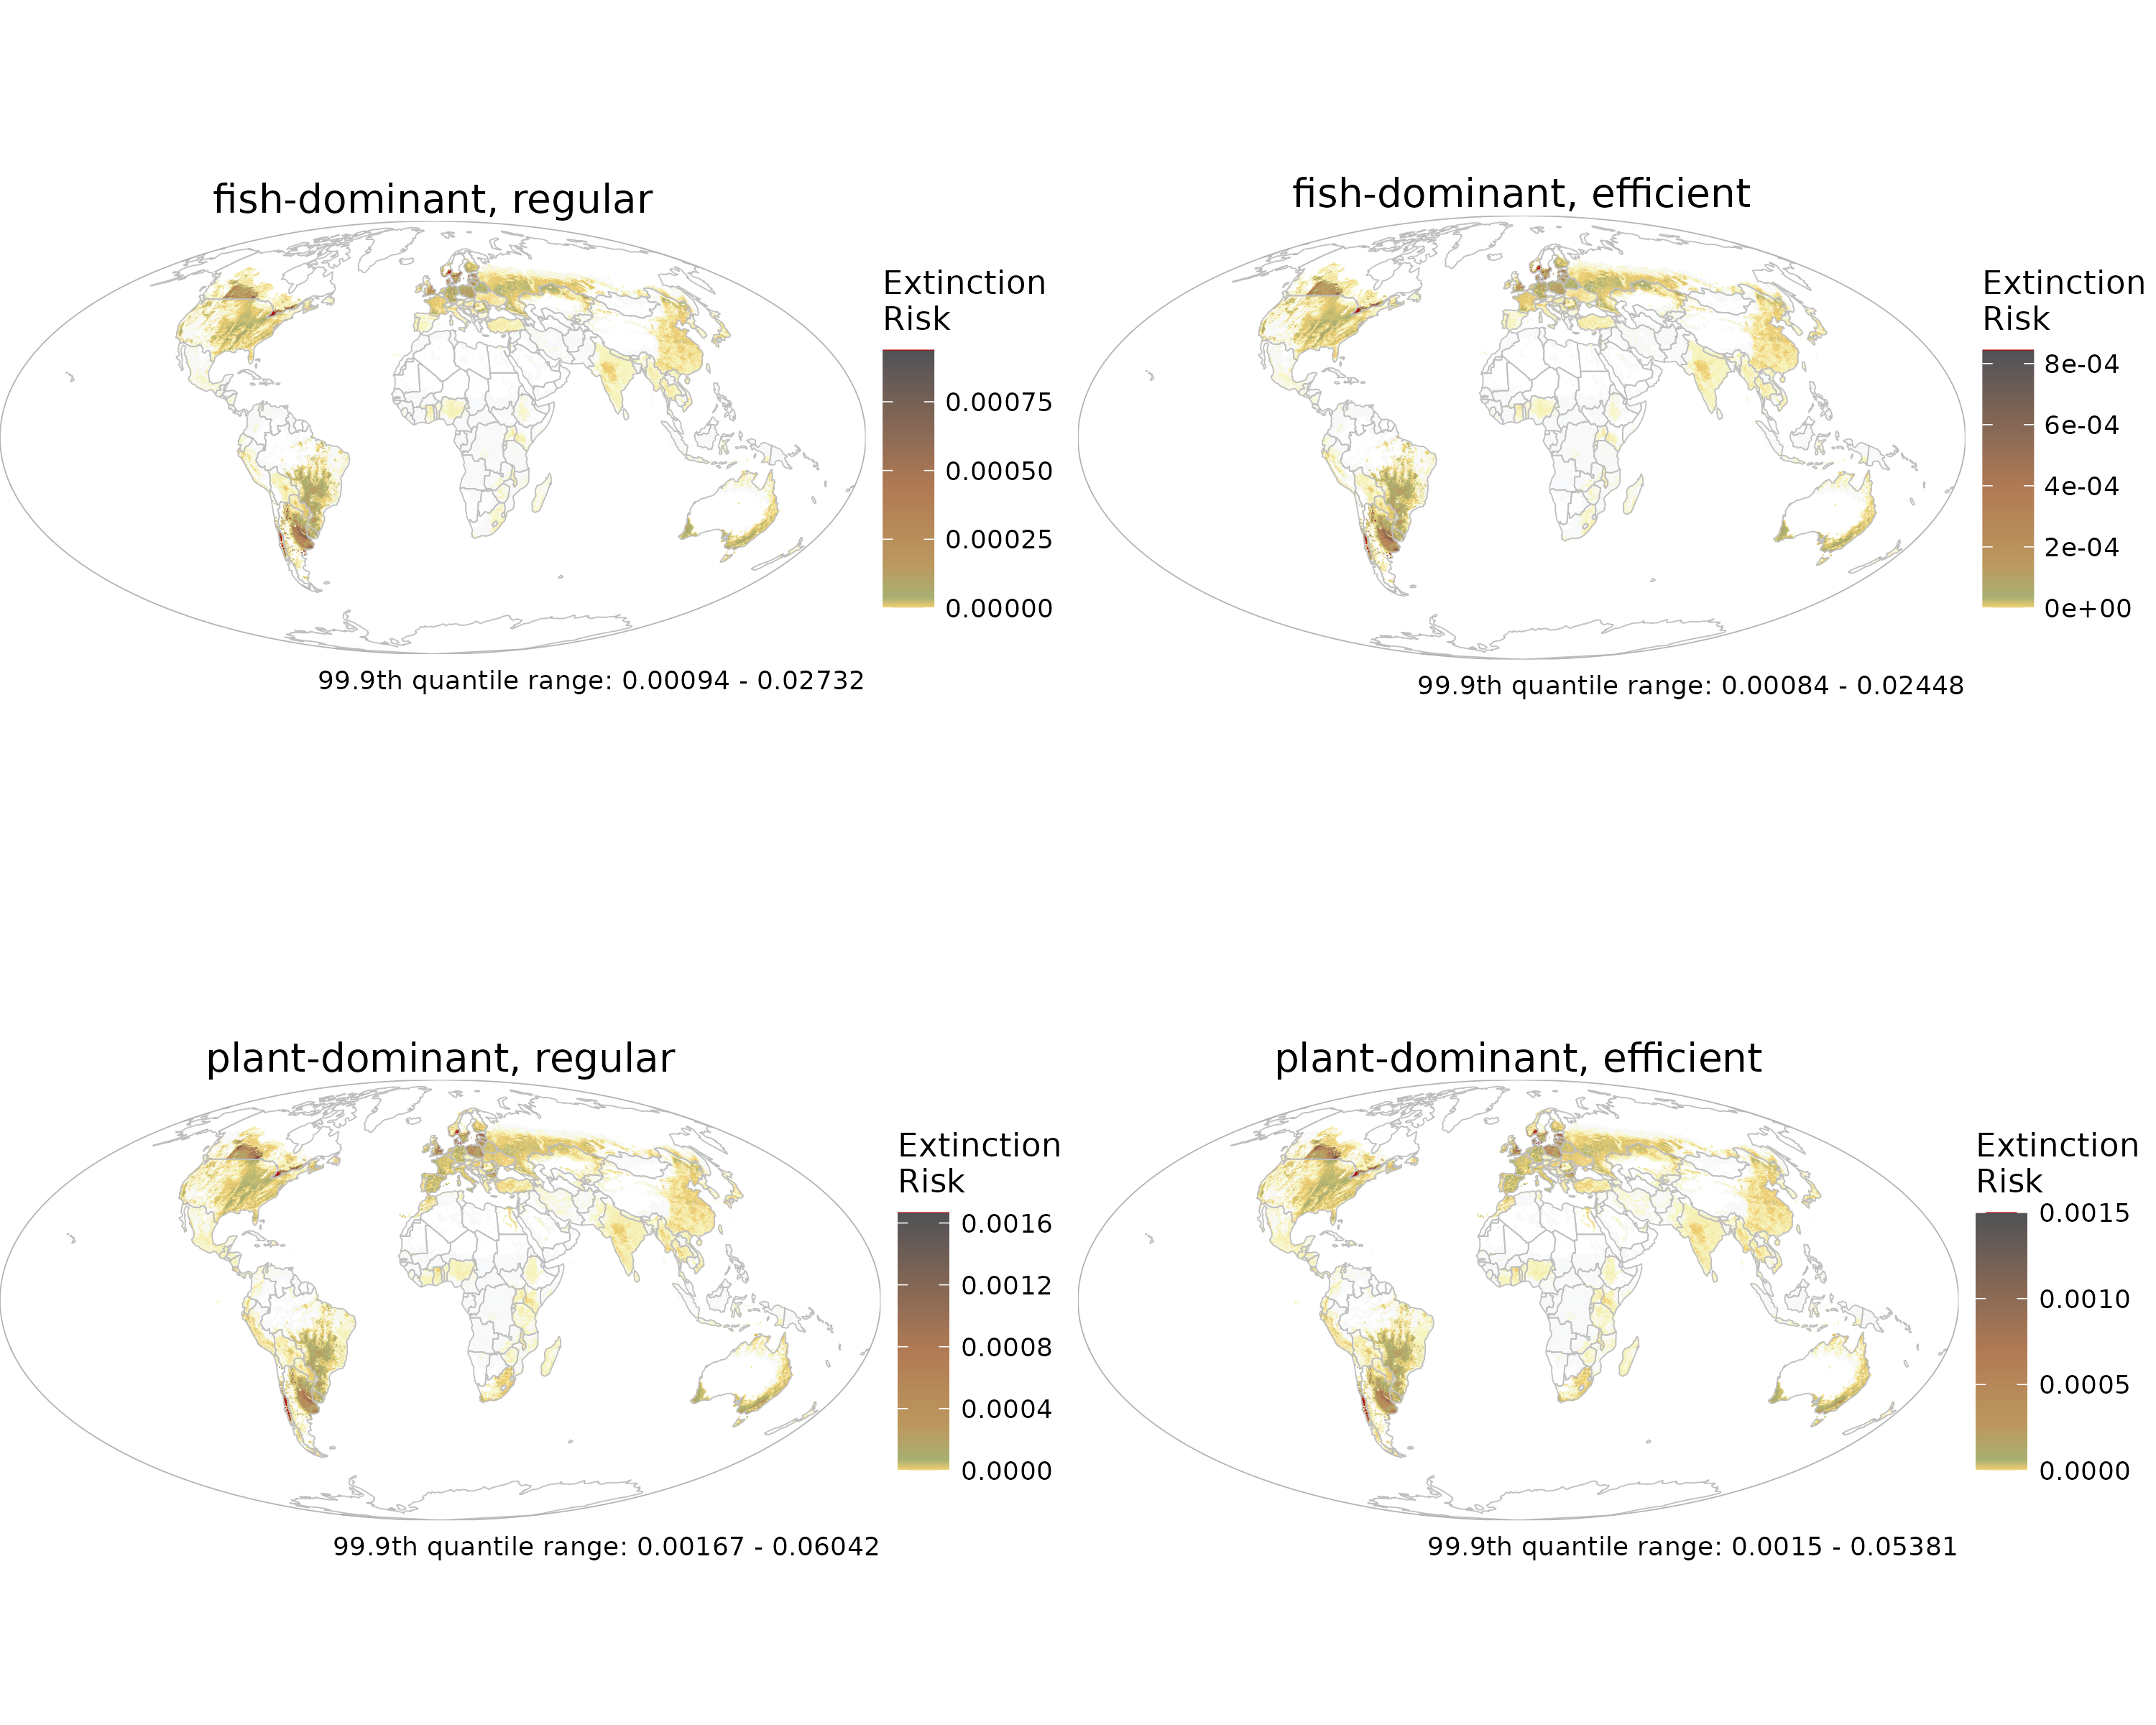 fish-dominant, regular
Extinction
Risk
0.00075
0.00050
0.00025
0.00000
99.9th quantile range: 0.00094 - 0.02732
fish-dominant, efficient
Extinction
Risk
8e-04
6e-04
4e-04
2e-04
0e+00
99.9th quantile range: 0.00084 - 0.02448
plant-dominant, regular
Extinction
Risk
0.0016
0.0012
0.0008
0.0004
0.0000
99.9th quantile range: 0.00167 - 0.06042
plant-dominant, efficient
Extinction
Risk
0.0015
0.0010
0.0005
0.0000
99.9th quantile range: 0.0015 - 0.05381